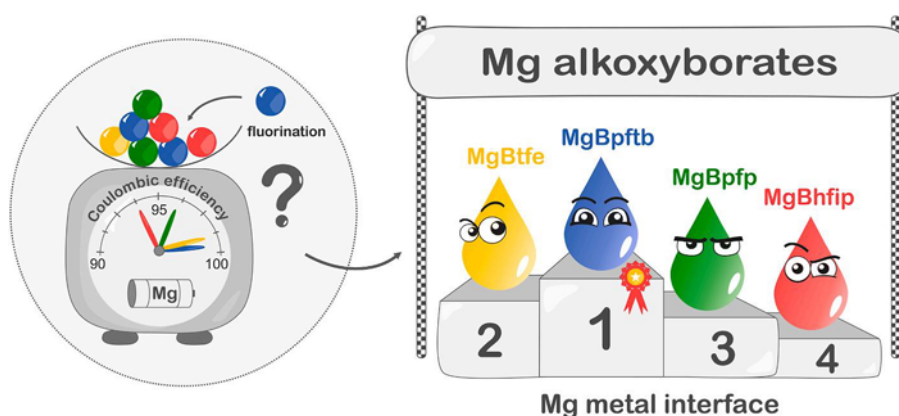 fluorination
Coulombic efficiency
90
95
100
Mg
?
Mg alkoxyborates
MgBtfe
MgBpftb
MgBpfp
MgBhfip
2
1
3
4
Mg metal interface